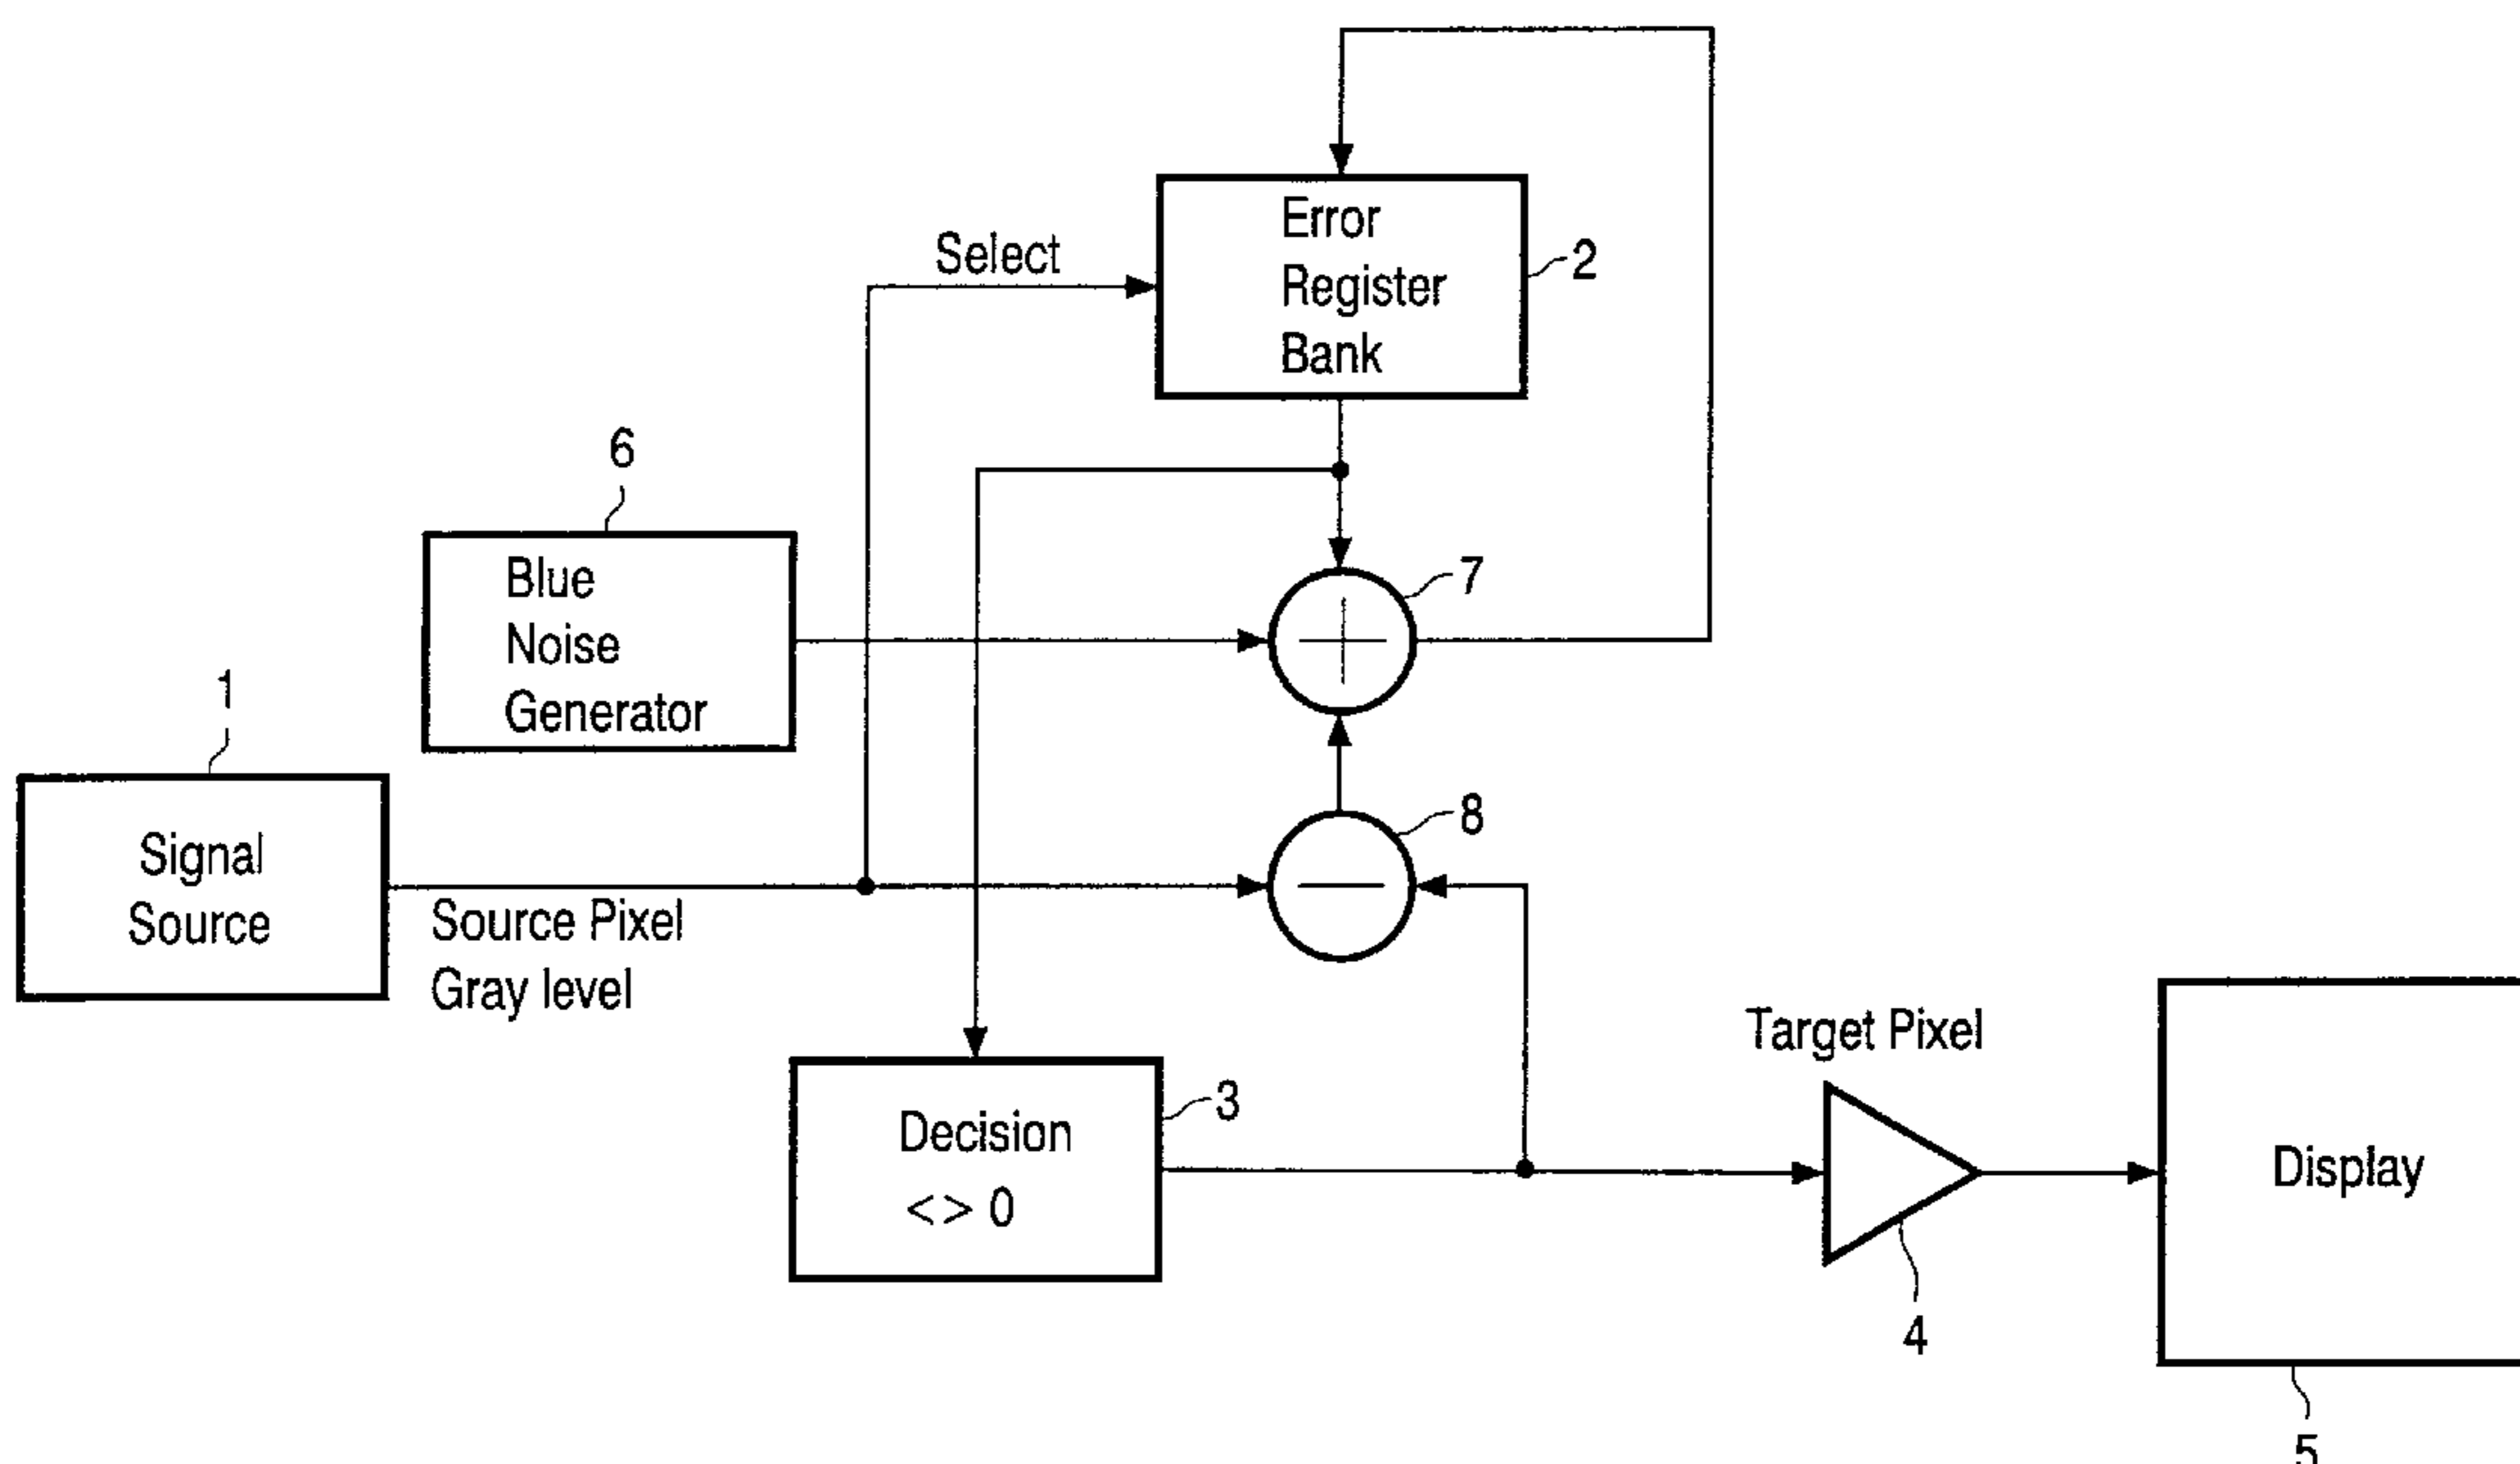 Error
Register
Bank
2
Select
6
Blue
Noise
Generator
7
1
Signal
Source
Source Pixel
Gray level
8
Decision
<> 0
3
Target Pixel
4
Display
5